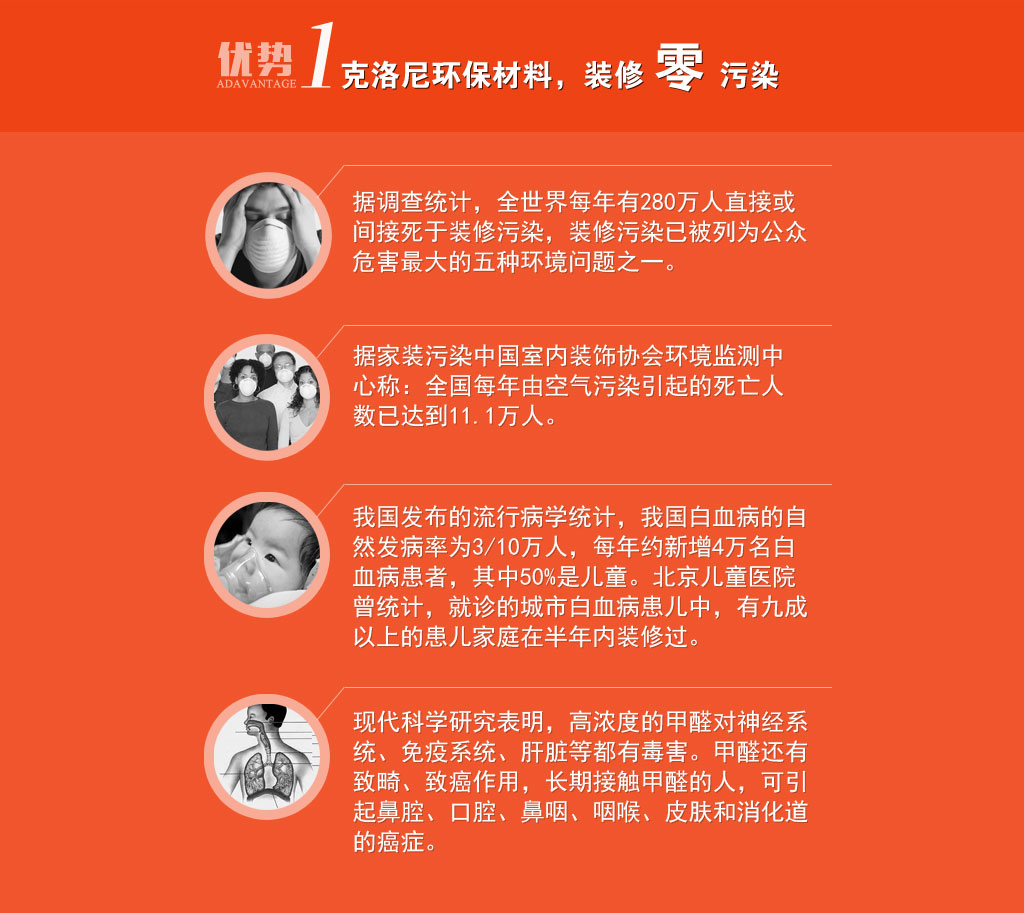 优势 1 克洛尼环保材料，装修 零 污染
ADAVANTAGE
据调查统计，全世界每年有280万人直接或
间接死于装修污染，装修污染已被列为公众
危害最大的五种环境问题之一。
据家装污染中国室内装饰协会环境监测中
心称：全国每年由空气污染引起的死亡人
数已达到11.1万人。
我国发布的流行病学统计，我国白血病的自
然发病率为3/10万人，每年约新增4万名白
血病患者，其中50%是儿童。北京儿童医院
曾统计，就诊的城市白血病患儿中，有九成
以上的患儿家庭在半年内装修过。
现代科学研究表明，高浓度的甲醛对神经系
统、免疫系统、肝脏等都有毒害。甲醛还有
致畸、致癌作用，长期接触甲醛的人，可引
起鼻腔、口腔、鼻咽、咽喉、皮肤和消化道
的癌症。